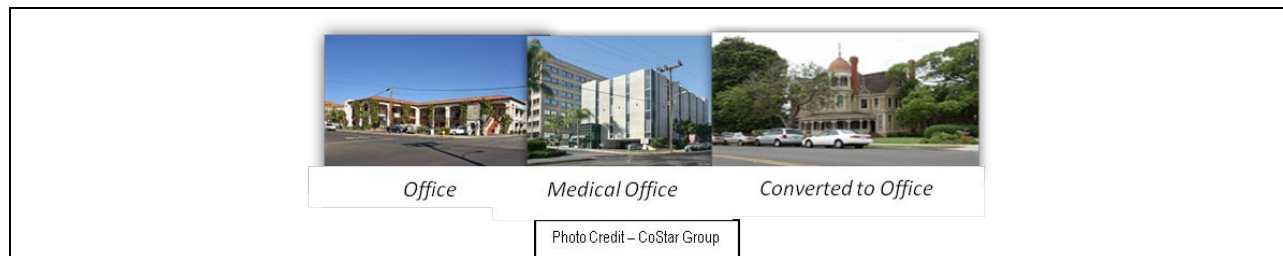 Office
Medical Office
Converted to Office
Photo Credit – CoStar Group